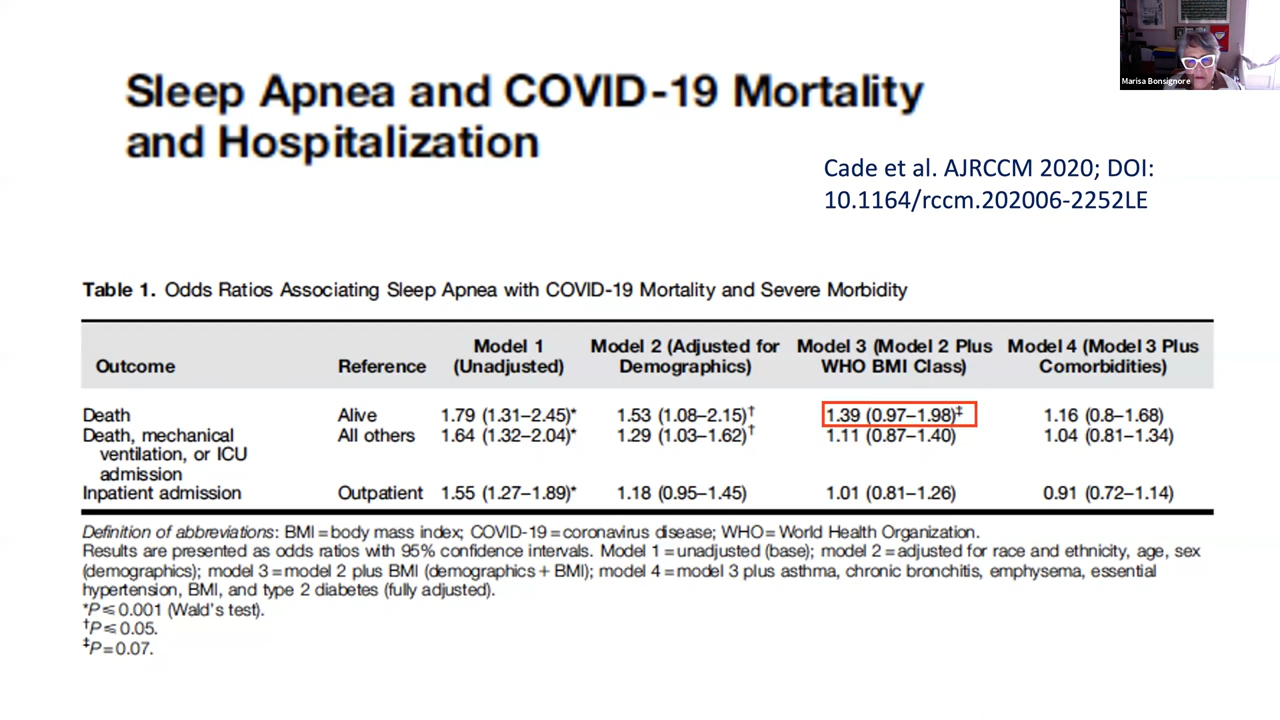 Marisa Bonsignore
Sleep Apnea and COVID-19 Mortality
and Hospitalization
Cade et al. AJRCCM 2020; DOI:
10.1164/rccm.202006-2252LE
Table 1. Odds Ratios Associating Sleep Apnea with COVID-19 Mortality and Severe Morbidity
Outcome Reference Model 1 (Unadjusted) Model 2 (Adjusted for Demographics) Model 3 (Model 2 Plus WHO BMI Class) Model 4 (Model 3 Plus Comorbidities)
Death Alive 1.79 (1.31–2.45)* 1.53 (1.08–2.15)† 1.39 (0.97–1.98)‡ 1.16 (0.8–1.68)
Death, mechanical All others 1.64 (1.32–2.04)* 1.29 (1.03–1.62)† 1.11 (0.87–1.40) 1.04 (0.81–1.34)
ventilation, or ICU
admission
Inpatient admission Outpatient 1.55 (1.27–1.89)* 1.18 (0.95–1.45) 1.01 (0.81–1.26) 0.91 (0.72–1.14)
Definition of abbreviations: BMI = body mass index; COVID-19 = coronavirus disease; WHO = World Health Organization.
Results are presented as odds ratios with 95% confidence intervals. Model 1 = unadjusted (base); model 2 = adjusted for race and ethnicity, age, sex
(demographics); model 3 = model 2 plus BMI (demographics + BMI); model 4 = model 3 plus asthma, chronic bronchitis, emphysema, essential
hypertension, BMI, and type 2 diabetes (fully adjusted).
*P ≤ 0.001 (Wald's test).
†P ≤ 0.05.
‡P = 0.07.